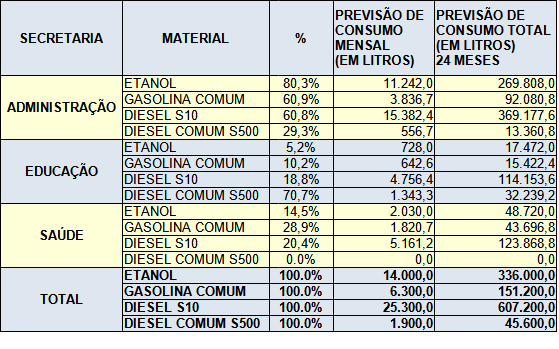 SECRETARIA MATERIAL % PREVISÃO DE CONSUMO MENSAL (EM LITROS) PREVISÃO DE CONSUMO TOTAL (EM LITROS) 24 MESES
ADMINISTRAÇÃO
ETANOL 80,3% 11.242,0 269.808,0
GASOLINA COMUM 60,9% 3.836,7 92.080,8
DIESEL S10 60,8% 15.382,4 369.177,6
DIESEL COMUM S500 29,3% 556,7 13.360,8
EDUCAÇÃO
ETANOL 5,2% 728,0 17.472,0
GASOLINA COMUM 10,2% 642,6 15.422,4
DIESEL S10 18,8% 4.756,4 114.153,6
DIESEL COMUM S500 70,7% 1.343,3 32.239,2
SAÚDE
ETANOL 14,5% 2.030,0 48.720,0
GASOLINA COMUM 28,9% 1.820,7 43.696,8
DIESEL S10 20,4% 5.161,2 123.868,8
DIESEL COMUM S500 0.0% 0,0 0,0
TOTAL
ETANOL 100.0% 14.000,0 336.000,0
GASOLINA COMUM 100.0% 6.300,0 151.200,0
DIESEL S10 100.0% 25.300,0 607.200,0
DIESEL COMUM S500 100.0% 1.900,0 45.600,0